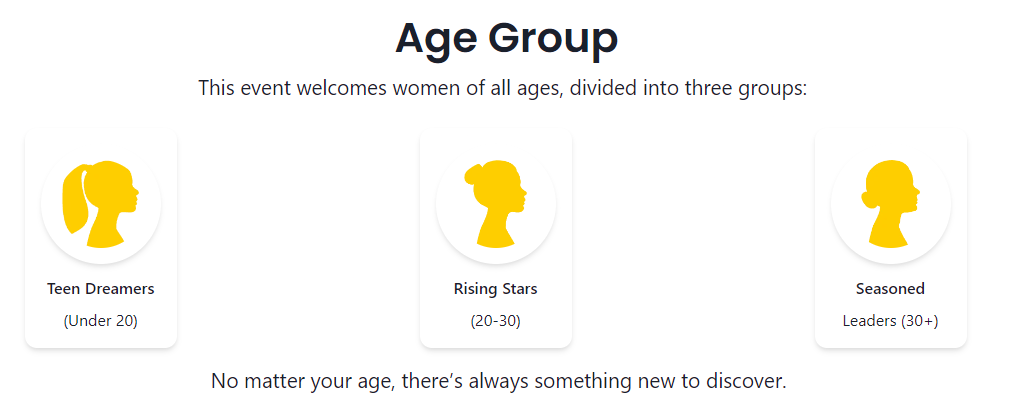 Age Group
This event welcomes women of all ages, divided into three groups:
Teen Dreamers
(Under 20)
Rising Stars
(20-30)
Seasoned
Leaders (30+)
No matter your age, there’s always something new to discover.